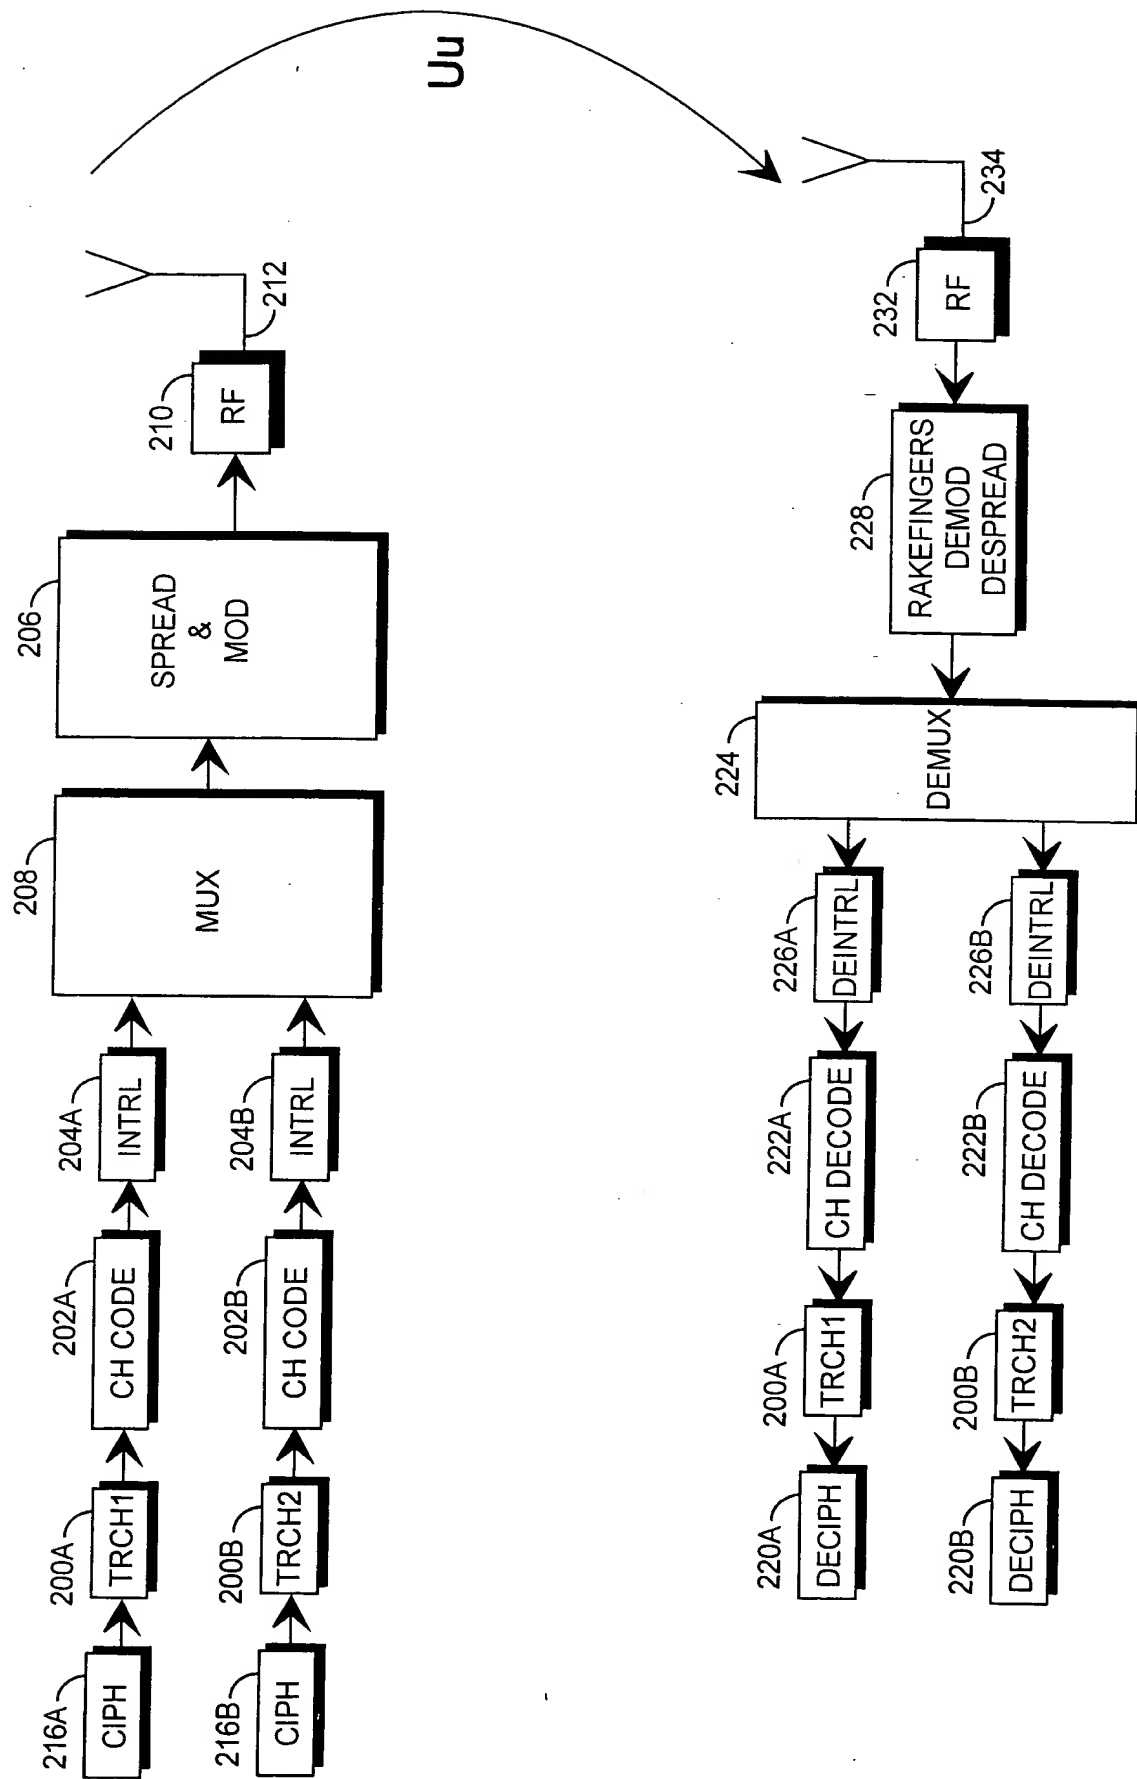 216A
CIPH
200A
TRCH1
202A
CH CODE
204A
INTRL
216B
CIPH
200B
TRCH2
202B
CH CODE
204B
INTRL
208
MUX
206
SPREAD
&
MOD
210
RF
212
Uu
234
232
RF
228
RAKEFINGERS
DEMOD
DESPREAD
224
DEMUX
226A
DEINTRL
222A
CH DECODE
200A
TRCH1
220A
DECIPH
226B
DEINTRL
222B
CH DECODE
200B
TRCH2
220B
DECIPH